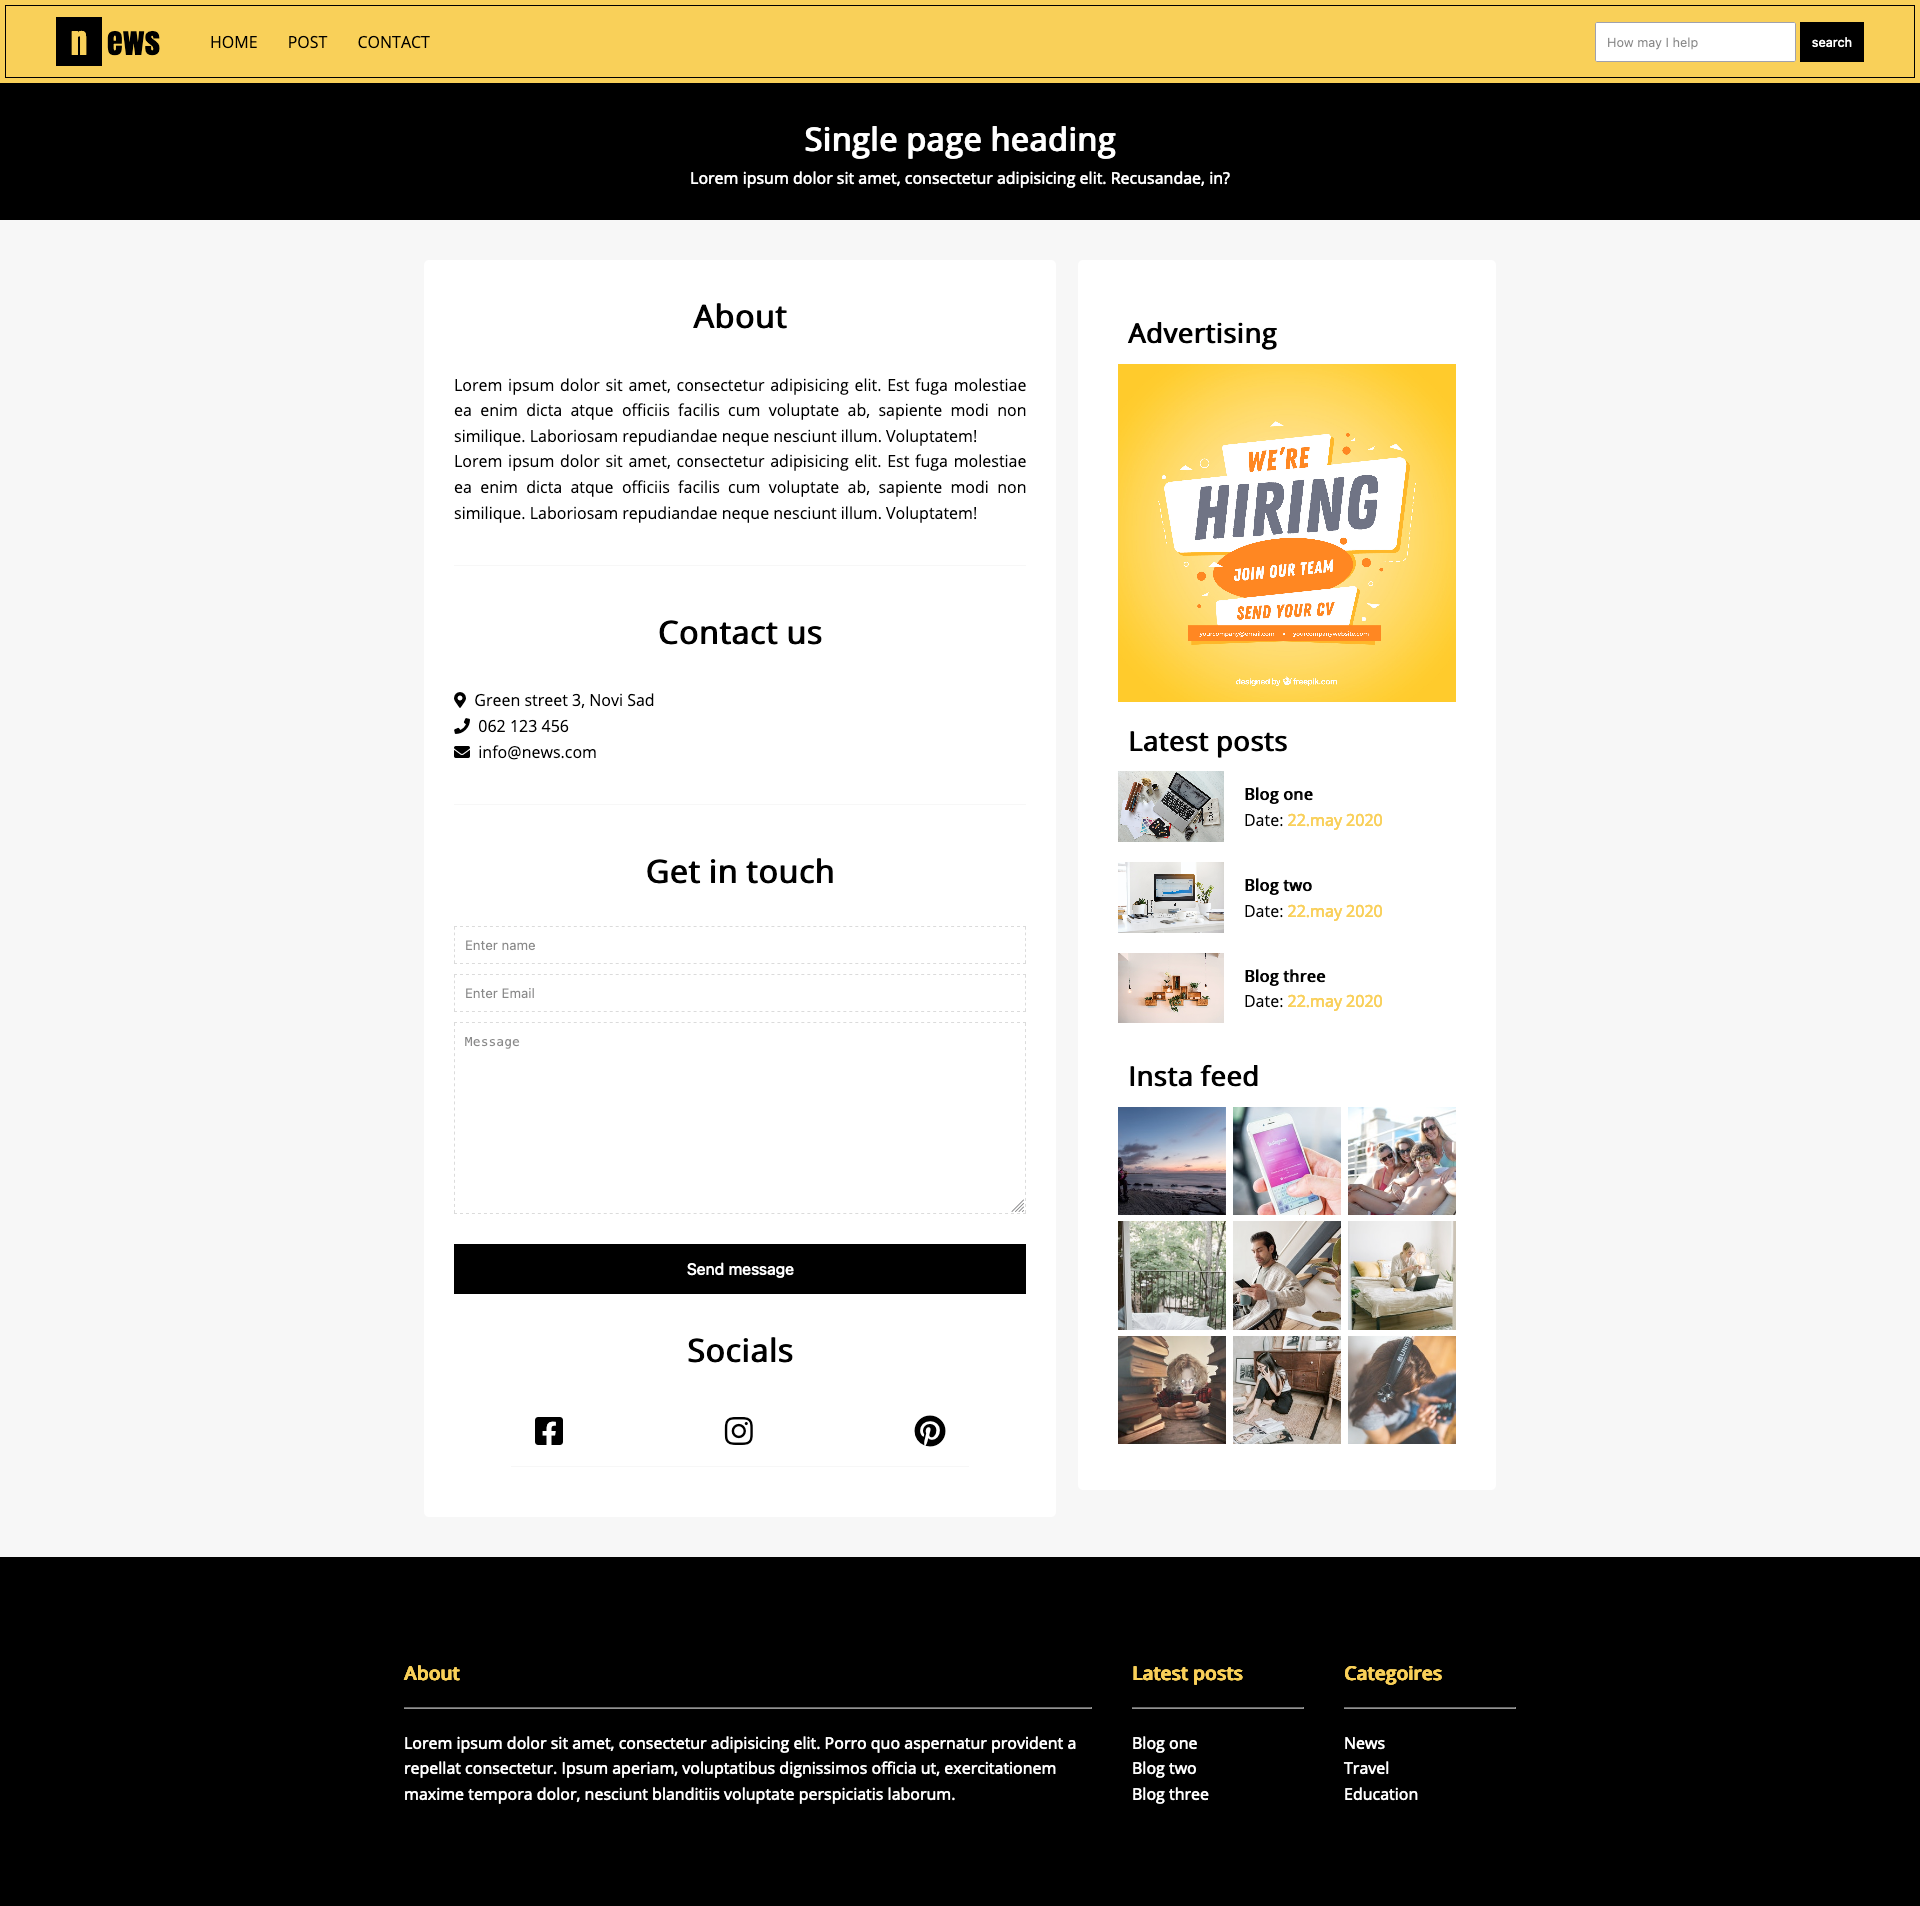 news
HOME POST CONTACT
How may I help
search
Single page heading
Lorem ipsum dolor sit amet, consectetur adipisicing elit. Recusandae, in?
About
Lorem ipsum dolor sit amet, consectetur adipisicing elit. Est fuga molestiae
ea enim dicta atque officiis facilis cum voluptate ab, sapiente modi non
similique. Laboriosam repudiandae neque nesciunt illum. Voluptatem!
Lorem ipsum dolor sit amet, consectetur adipisicing elit. Est fuga molestiae
ea enim dicta atque officiis facilis cum voluptate ab, sapiente modi non
similique. Laboriosam repudiandae neque nesciunt illum. Voluptatem!
Contact us
Green street 3, Novi Sad
062 123 456
info@news.com
Get in touch
Enter name
Enter Email
Message
Send message
Socials
Advertising
WE'RE
HIRING
JOIN OUR TEAM
SEND YOUR CV
yourcompany@email.com • yourcompanywebsite.com
designed by freepik.com
Latest posts
Blog one
Date: 22.may 2020
Blog two
Date: 22.may 2020
Blog three
Date: 22.may 2020
Insta feed
About
Lorem ipsum dolor sit amet, consectetur adipisicing elit. Porro quo aspernatur provident a
repellat consectetur. Ipsum aperiam, voluptatibus dignissimos officia ut, exercitationem
maxime tempora dolor, nesciunt blanditiis voluptate perspiciatis laborum.
Latest posts
Blog one
Blog two
Blog three
Categoires
News
Travel
Education